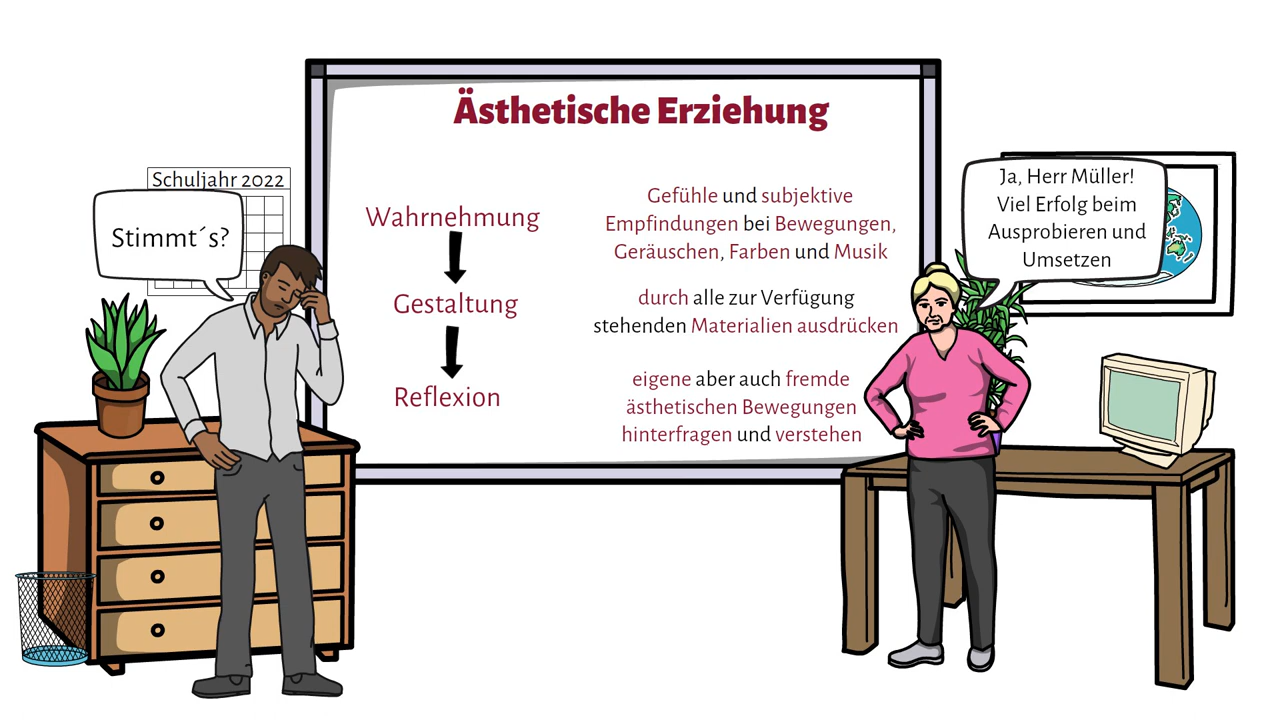 Ästhetische Erziehung
Schuljahr 2022
Stimmt´s?
Ja, Herr Müller!
Viel Erfolg beim
Ausprobieren und
Umsetzen
Wahrnehmung
Gefühle und subjektive
Empfindungen bei Bewegungen,
Geräuschen, Farben und Musik
Gestaltung
durch alle zur Verfügung
stehenden Materialien ausdrücken
Reflexion
eigene aber auch fremde
ästhetischen Bewegungen
hinterfragen und verstehen